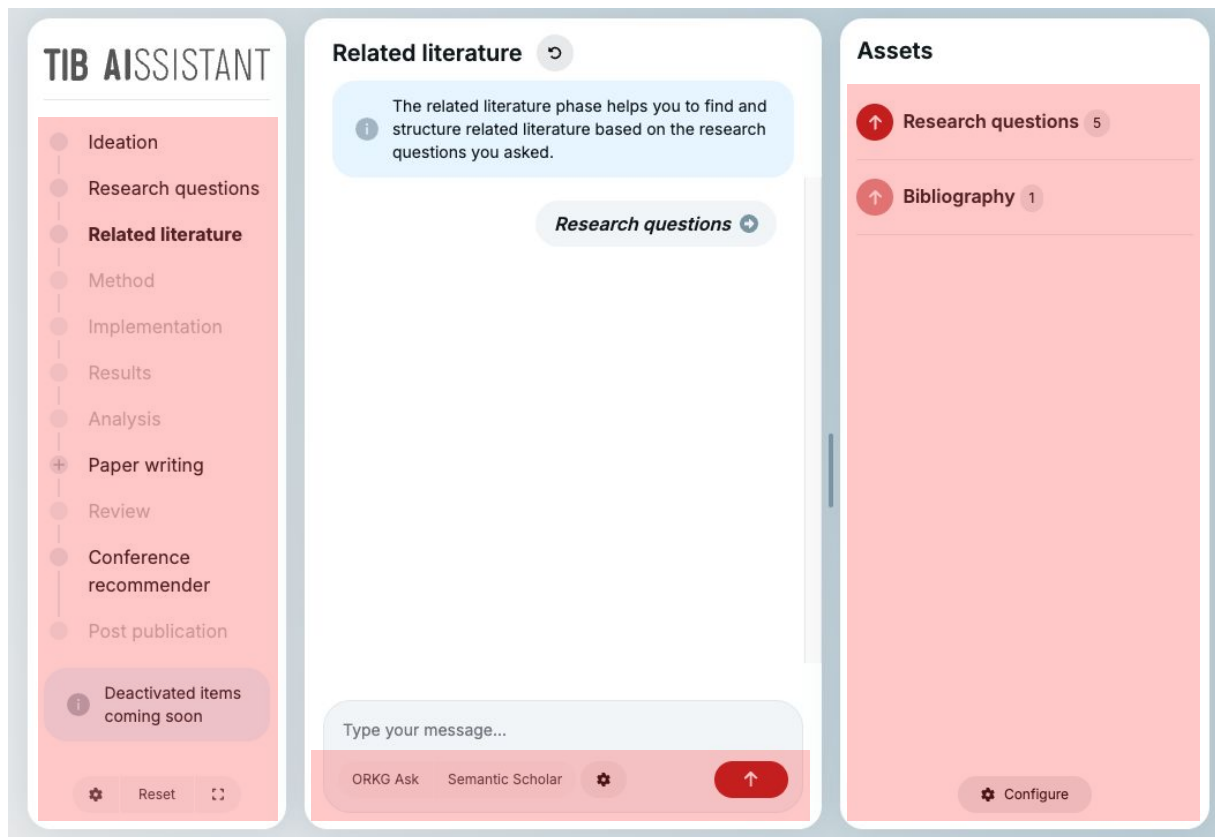 TIB AISSISTANT
Ideation
Research questions
Related literature
Method
Implementation
Results
Analysis
Paper writing
Review
Conference
recommender
Post publication
Deactivated items
coming soon
Reset
Related literature
The related literature phase helps you to find and
structure related literature based on the research
questions you asked.
Research questions
Type your message...
ORKG Ask Semantic Scholar
Assets
Research questions 5
Bibliography 1
Configure